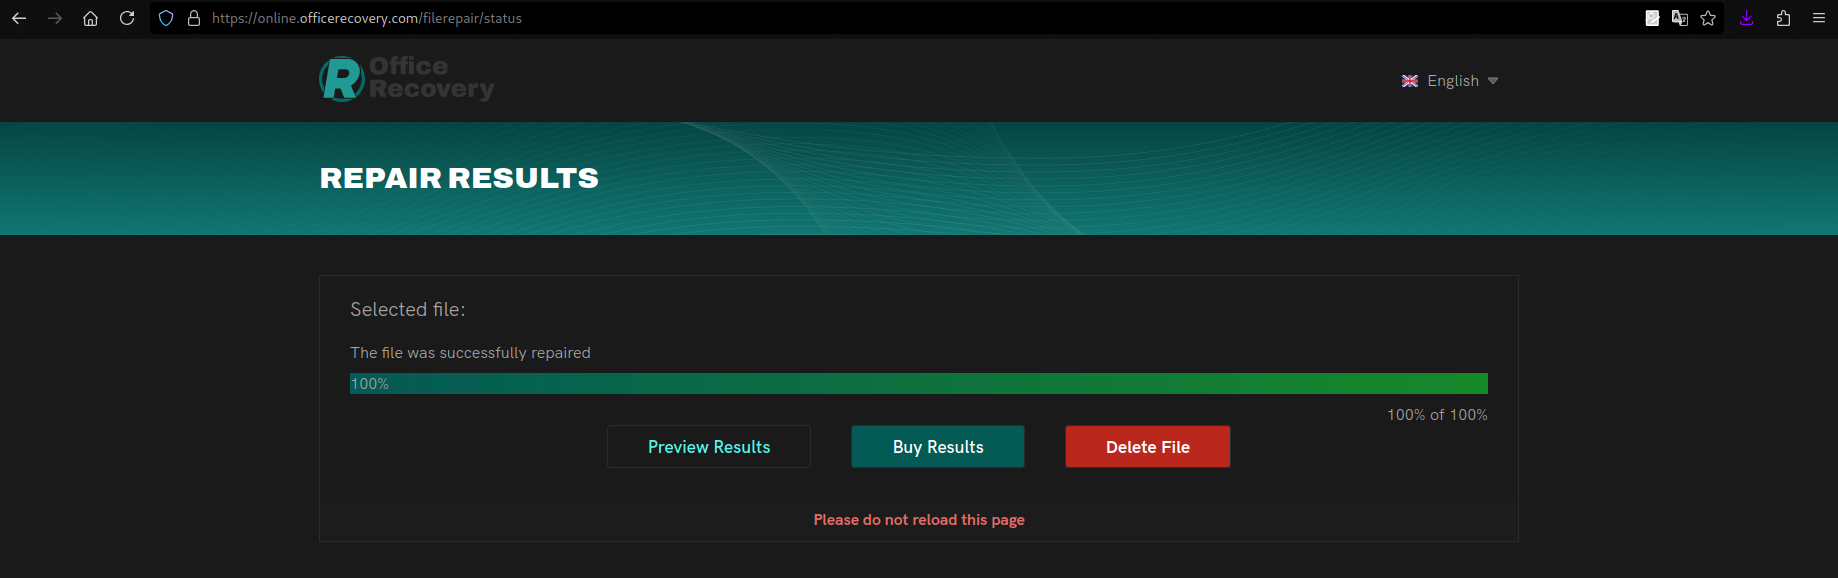 https://online.officerecovery.com/filerepair/status
Office
Recovery
English
REPAIR RESULTS
Selected file:
The file was successfully repaired
100%
100% of 100%
Preview Results
Buy Results
Delete File
Please do not reload this page